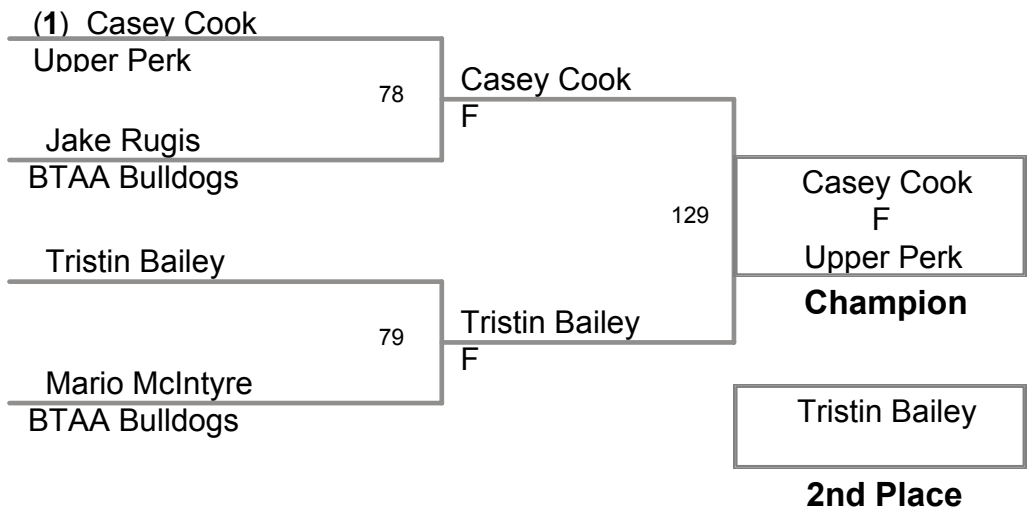 (1) Casey Cook
Upper Perk
78
Jake Rugis
BTAA Bulldogs
Casey Cook
F
Tristin Bailey
79
Mario McIntyre
BTAA Bulldogs
Tristin Bailey
F
129
Casey Cook
F
Upper Perk
Champion
Tristin Bailey
2nd Place